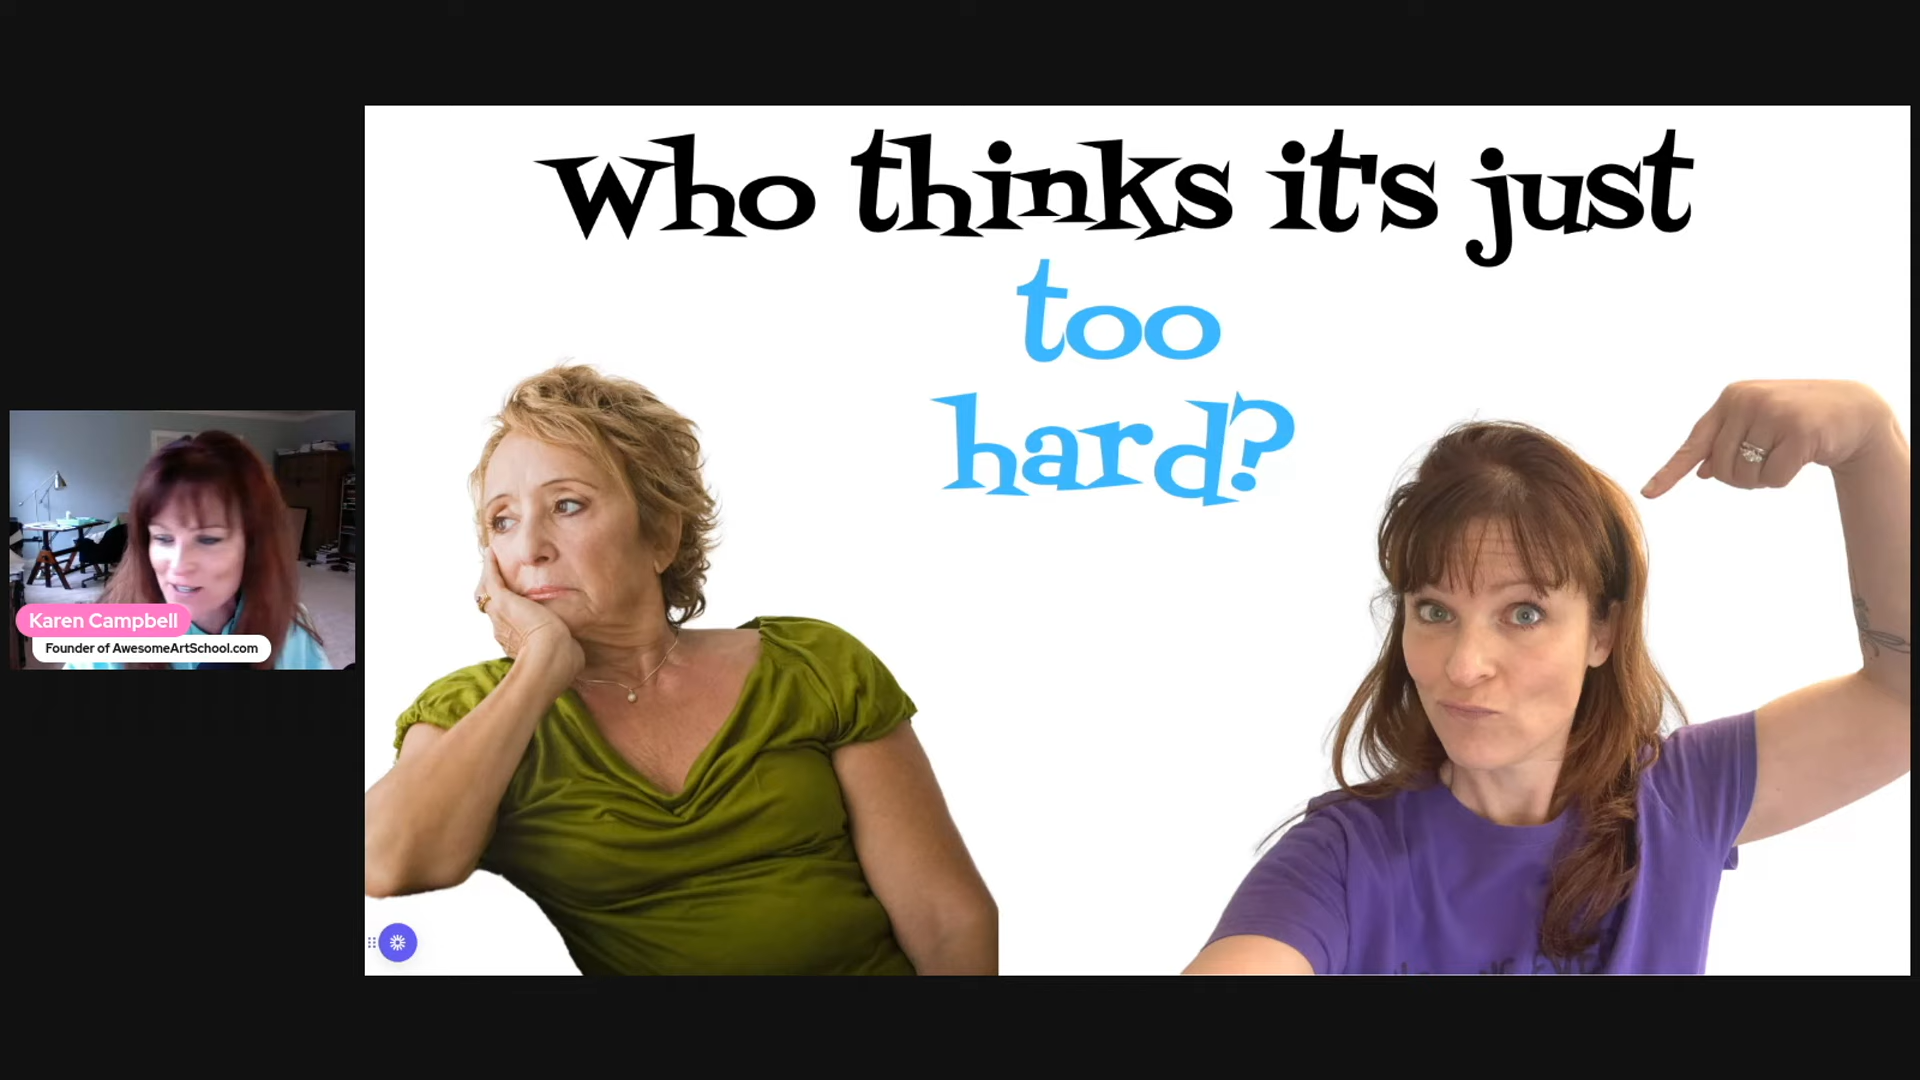 Who thinks it's just
too
hard?
Karen Campbell
Founder of AwesomeArtSchool.com